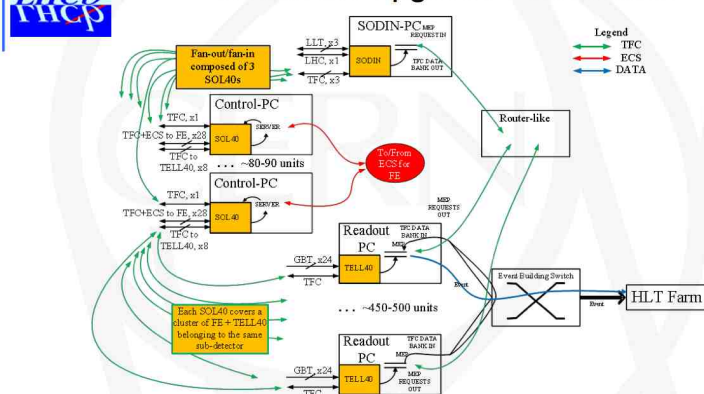 LHCb
SODIN-PC
MEP
REQUEST IN
LLT, x3
LHC, x1
TFC, x3
SODIN
TFC DATA
BANK OUT
Legend
TFC
ECS
DATA
Fan-out/fan-in
composed of 3
SOL40s
Control-PC
TFC, x1
SERVER
TFC+ECS to FE, x28
SOL40
TFC to
TELL40, x8
... ~80-90 units
To/From
ECS for
FE
Router-like
Control-PC
TFC, x1
SERVER
TFC+ECS to FE, x28
SOL40
TFC to
TELL40, x8
MEP
REQUESTS
OUT
Readout
PC
TFC DATA
BANK IN
MEP
GBT, x24
TELL40
TFC
Event
Event Building Switch
Event
HLT Farm
Each SOL40 covers a
cluster of FE + TELL40
belonging to the same
sub-detector
... ~450-500 units
Readout
PC
TFC DATA
BANK IN
MEP
GBT, x24
TELL40
MEP
REQUESTS
OUT
TFC